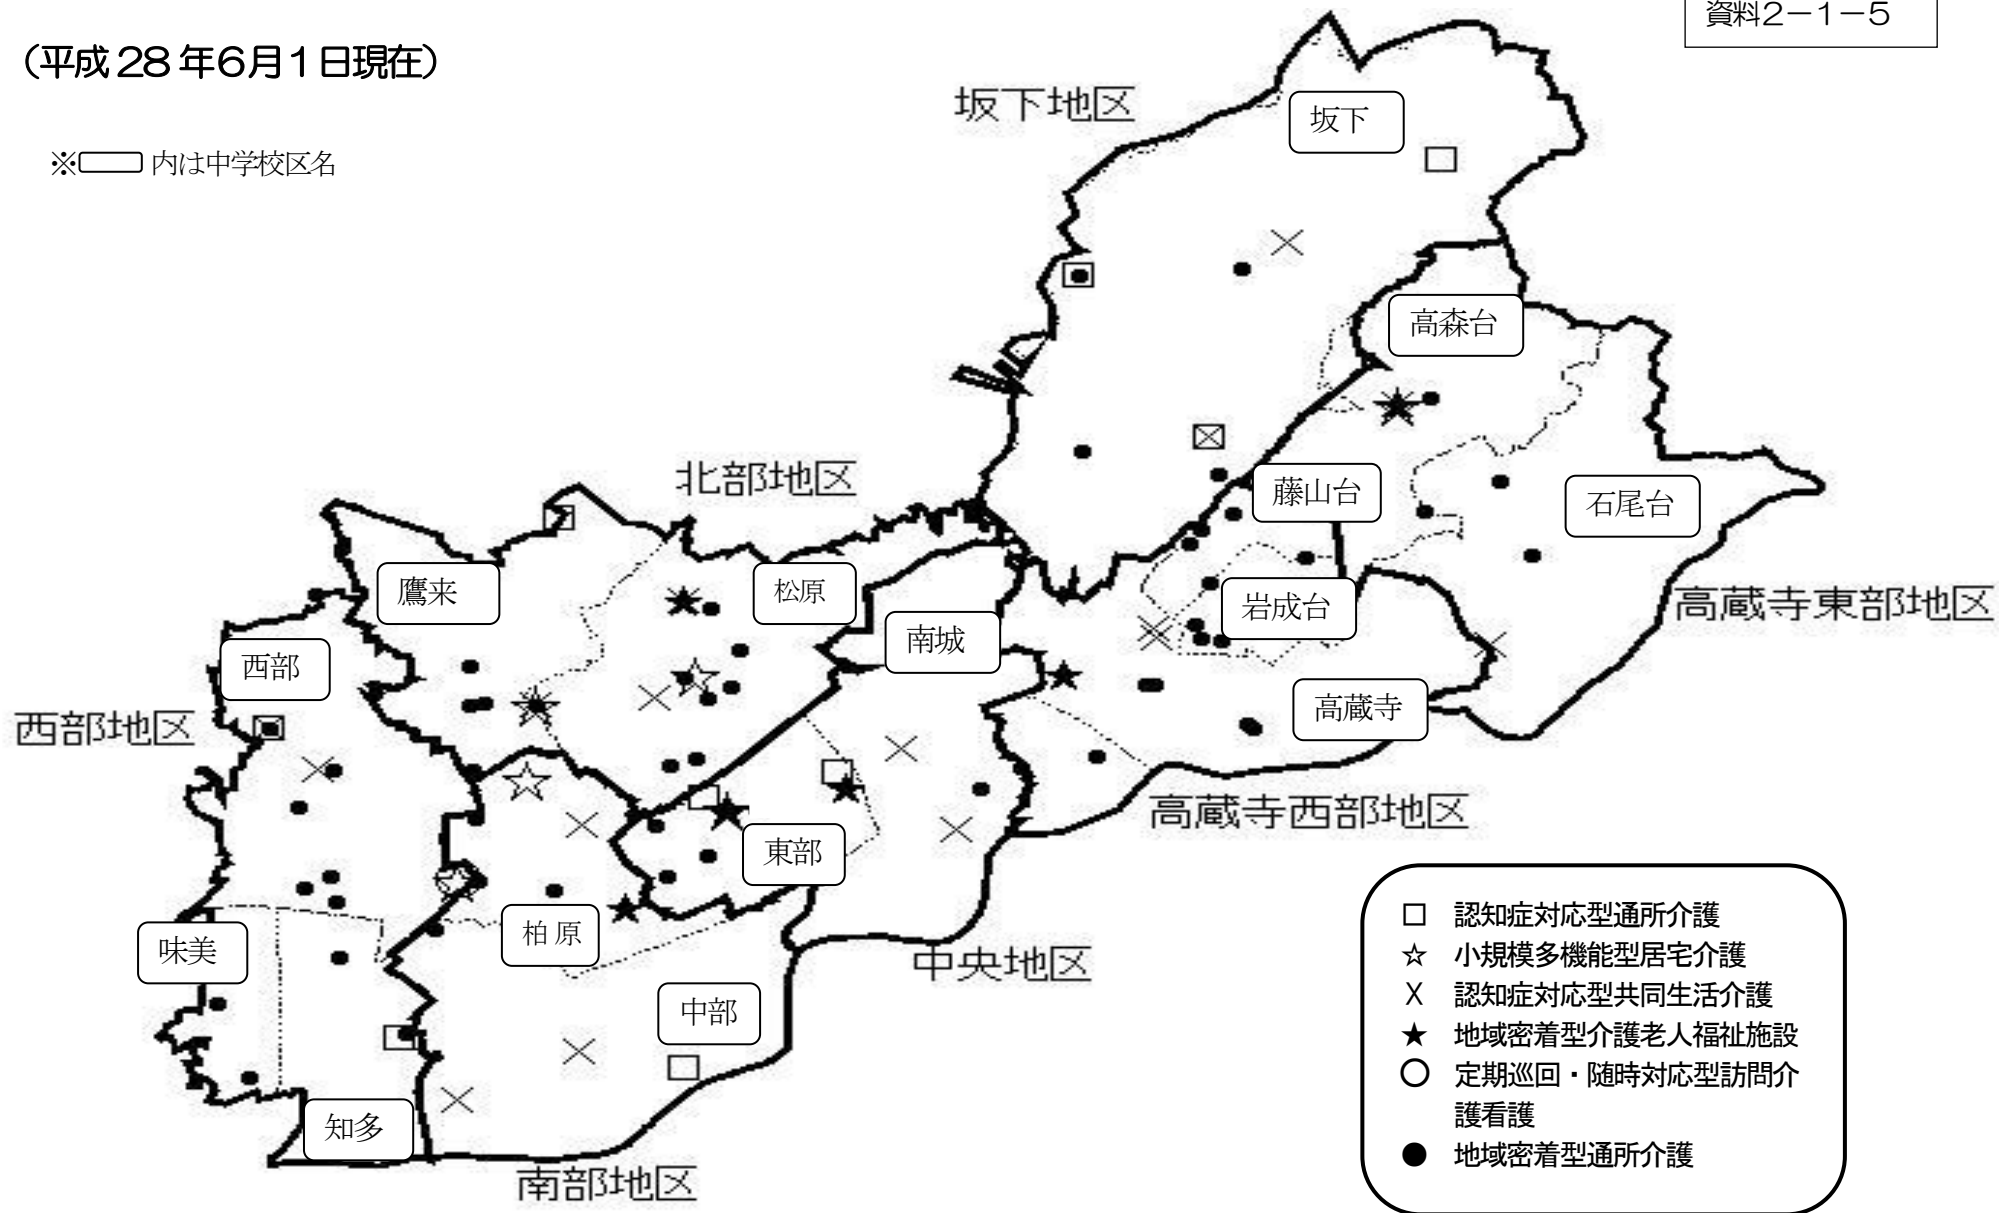 資料2－1－5
（平成28年6月1日現在）
※内は中学校区名
坂下地区
坂下
高森台
北部地区
藤山台
石尾台
鷹来
松原
岩成台
高蔵寺東部地区
南城
西部
高蔵寺
西部地区
高蔵寺西部地区
東部
柏原
味美
中央地区
中部
知多
南部地区
□ 認知症対応型通所介護
☆ 小規模多機能型居宅介護
X 認知症対応型共同生活介護
★ 地域密着型介護老人福祉施設
○ 定期巡回・随時対応型訪問介
護看護
● 地域密着型通所介護